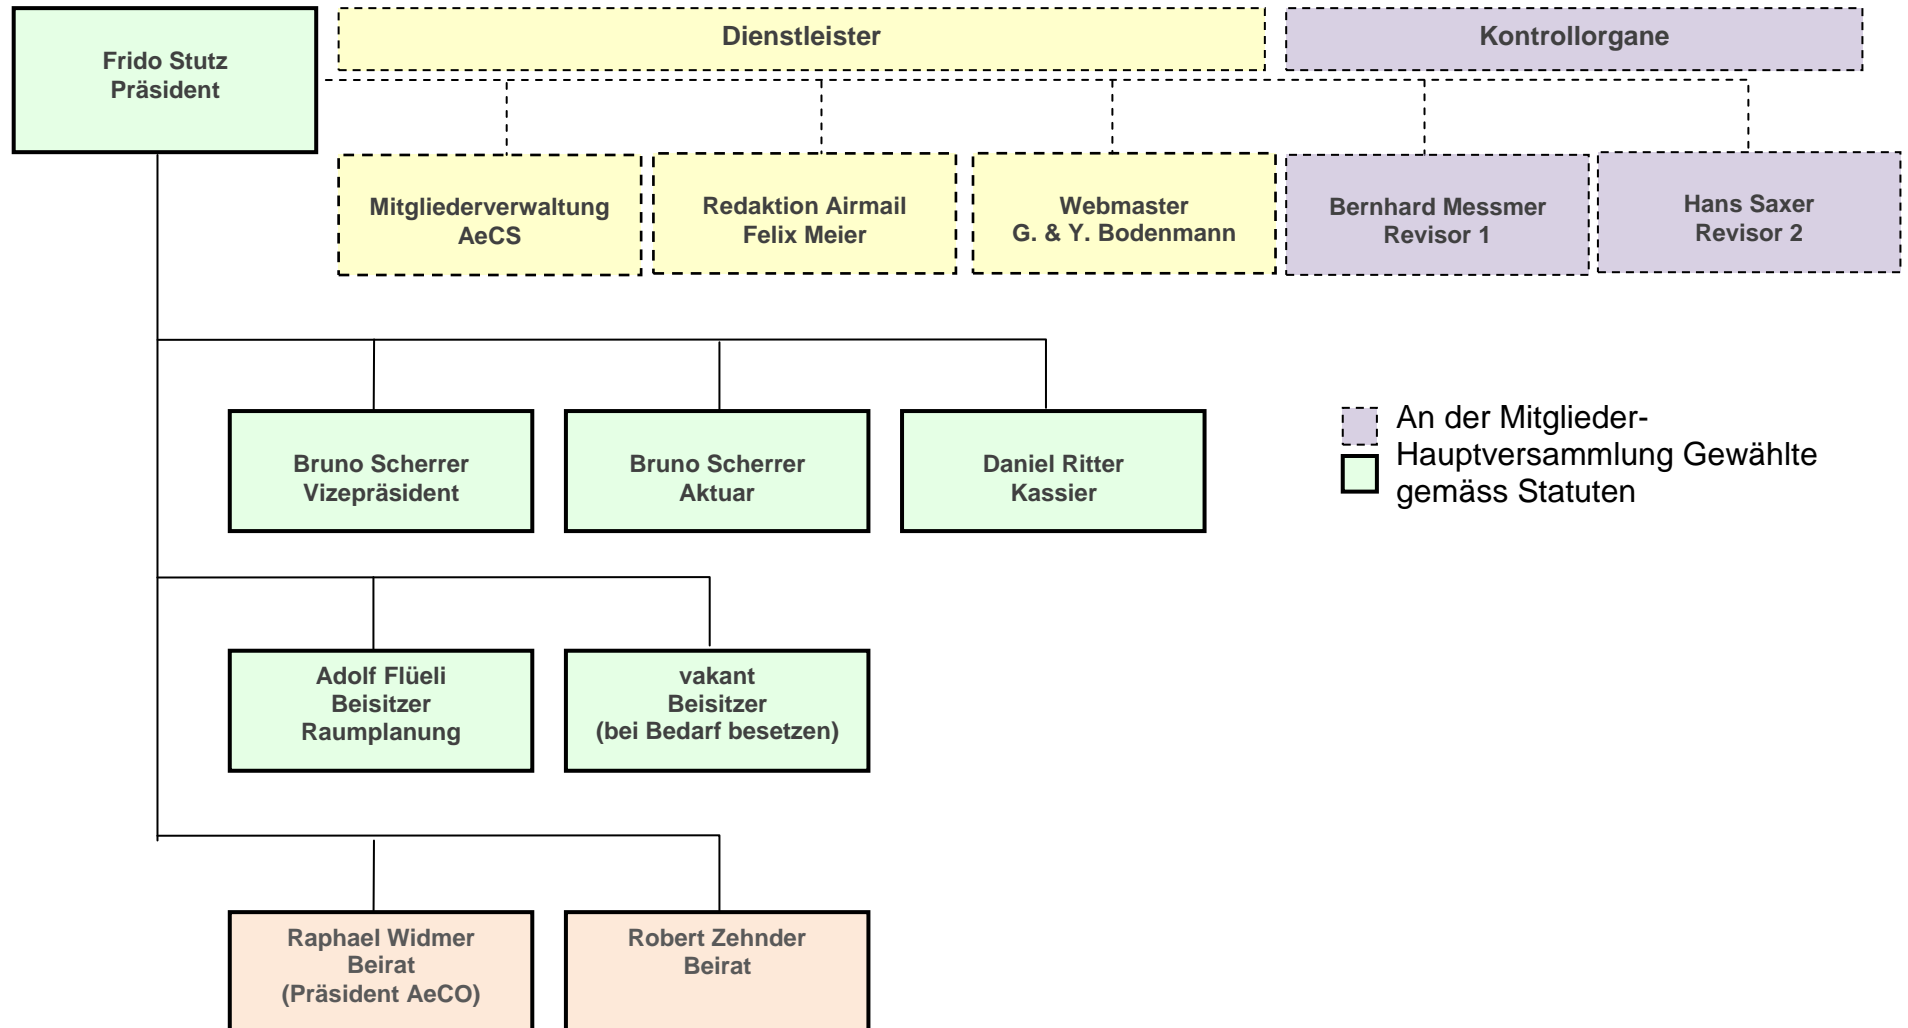 Frido Stutz
Präsident
Dienstleister
Kontrollorgane
Mitgliederverwaltung
AeCS
Redaktion Airmail
Felix Meier
Webmaster
G. & Y. Bodenmann
Bernhard Messmer
Revisor 1
Hans Saxer
Revisor 2
Bruno Scherrer
Vizepräsident
Bruno Scherrer
Aktuar
Daniel Ritter
Kassier
An der Mitglieder-
Hauptversammlung Gewählte
gemäss Statuten
Adolf Flüeli
Beisitzer
Raumplanung
vakant
Beisitzer
(bei Bedarf besetzen)
Raphael Widmer
Beirat
(Präsident AeCO)
Robert Zehnder
Beirat